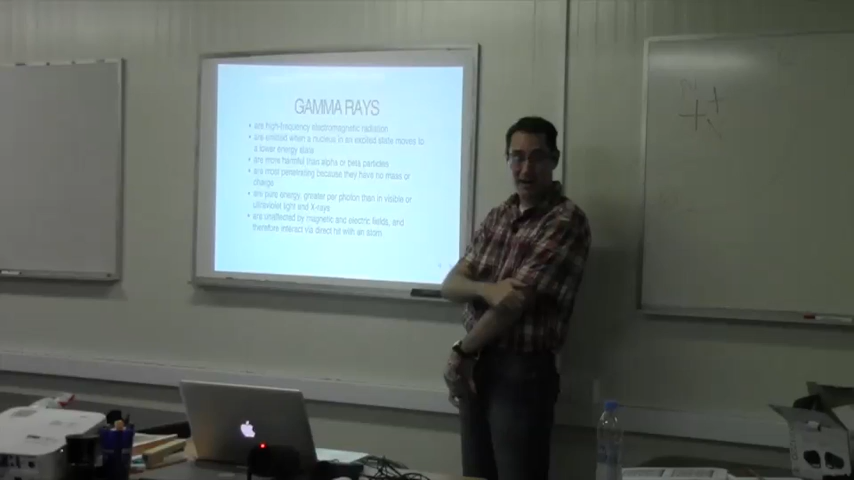 GAMMA RAYS
• are high-frequency electromagnetic radiation
• are emitted when a nucleus in an excited state moves to
a lower energy state
• are more harmful than alpha or beta particles
• are most penetrating because they have no mass or
charge
• are pure energy, greater per photon than in visible or
ultraviolet light and X-rays
• are unaffected by magnetic and electric fields, and
therefore interact via direct hit with an atom